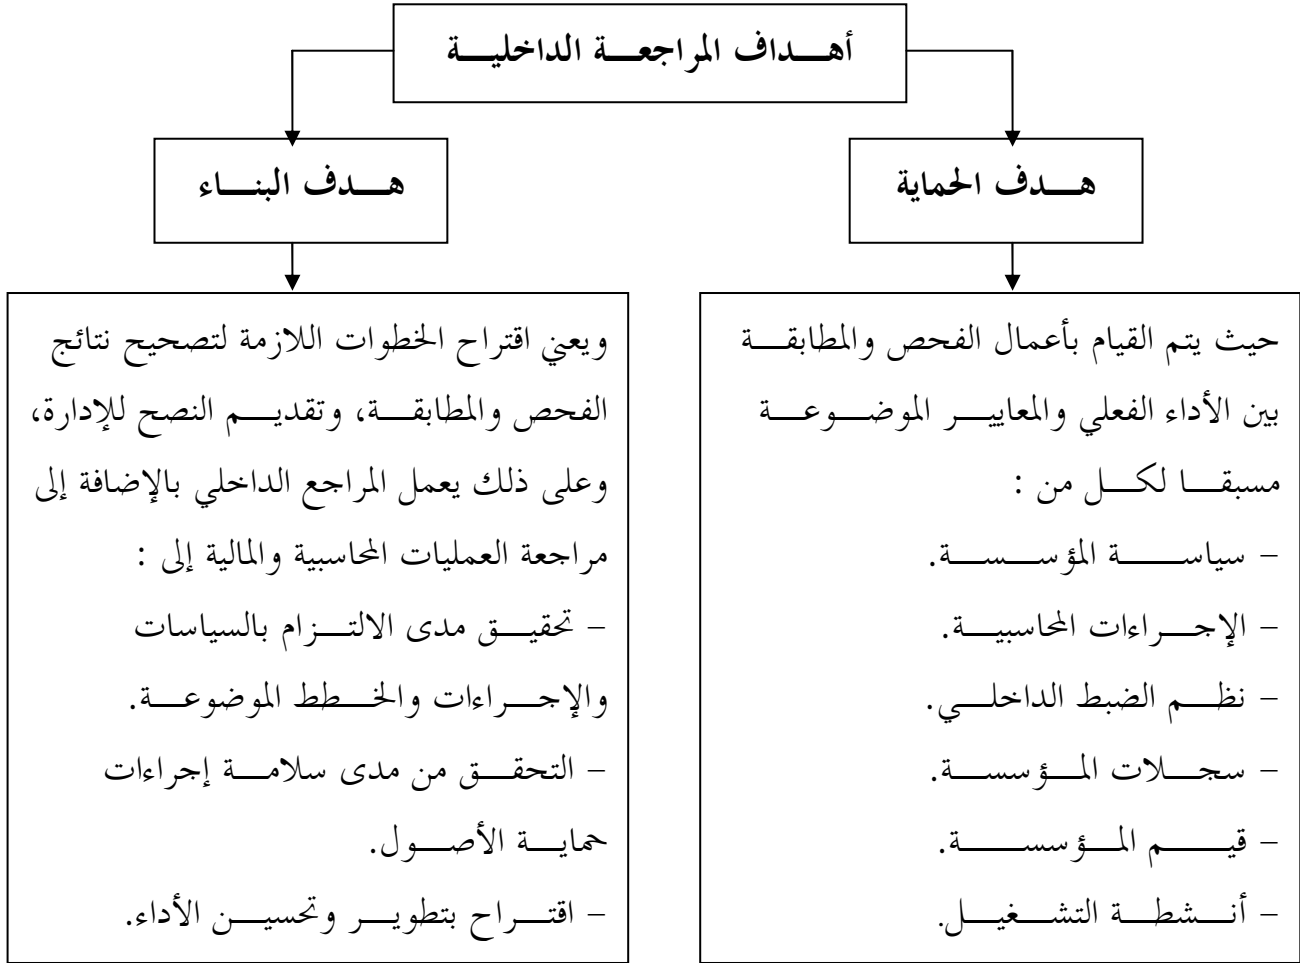 أهداف المراجعة الداخلية
هدف الحماية
هدف البناء
حيث يتم القيام بأعمال الفحص والمطابقة
بين الأداء الفعلي والمعايير الموضوعة
مسبقا لكل من :
– سياسة المؤسسة.
– الإجراءات المحاسبية.
– نظم الضبط الداخلي.
– سجلات المؤسسة.
– قيم المؤسسة.
– أنشطة التشغيل.
ويعني اقتراح الخطوات اللازمة لتصحيح نتائج
الفحص والمطابقة، وتقديم النصح للإدارة،
وعلى ذلك يعمل المراجع الداخلي بالإضافة إلى
مراجعة العمليات المحاسبية والمالية إلى :
– تحقيق مدى الالتزام بالسياسات
والإجراءات والخطط الموضوعة.
– التحقق من مدى سلامة إجراءات
حماية الأصول.
– اقتراح بتطوير وتحسين الأداء.